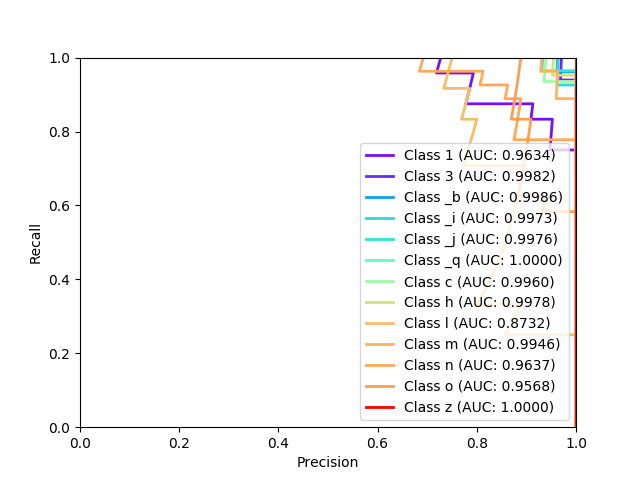 1.0
0.8
0.6
0.4
0.2
0.0
Recall
Class 1 (AUC: 0.9634)
Class 3 (AUC: 0.9982)
Class _b (AUC: 0.9986)
Class _i (AUC: 0.9973)
Class _j (AUC: 0.9976)
Class _q (AUC: 1.0000)
Class c (AUC: 0.9960)
Class h (AUC: 0.9978)
Class l (AUC: 0.8732)
Class m (AUC: 0.9946)
Class n (AUC: 0.9637)
Class o (AUC: 0.9568)
Class z (AUC: 1.0000)
0.0 0.2 0.4 0.6 0.8 1.0
Precision